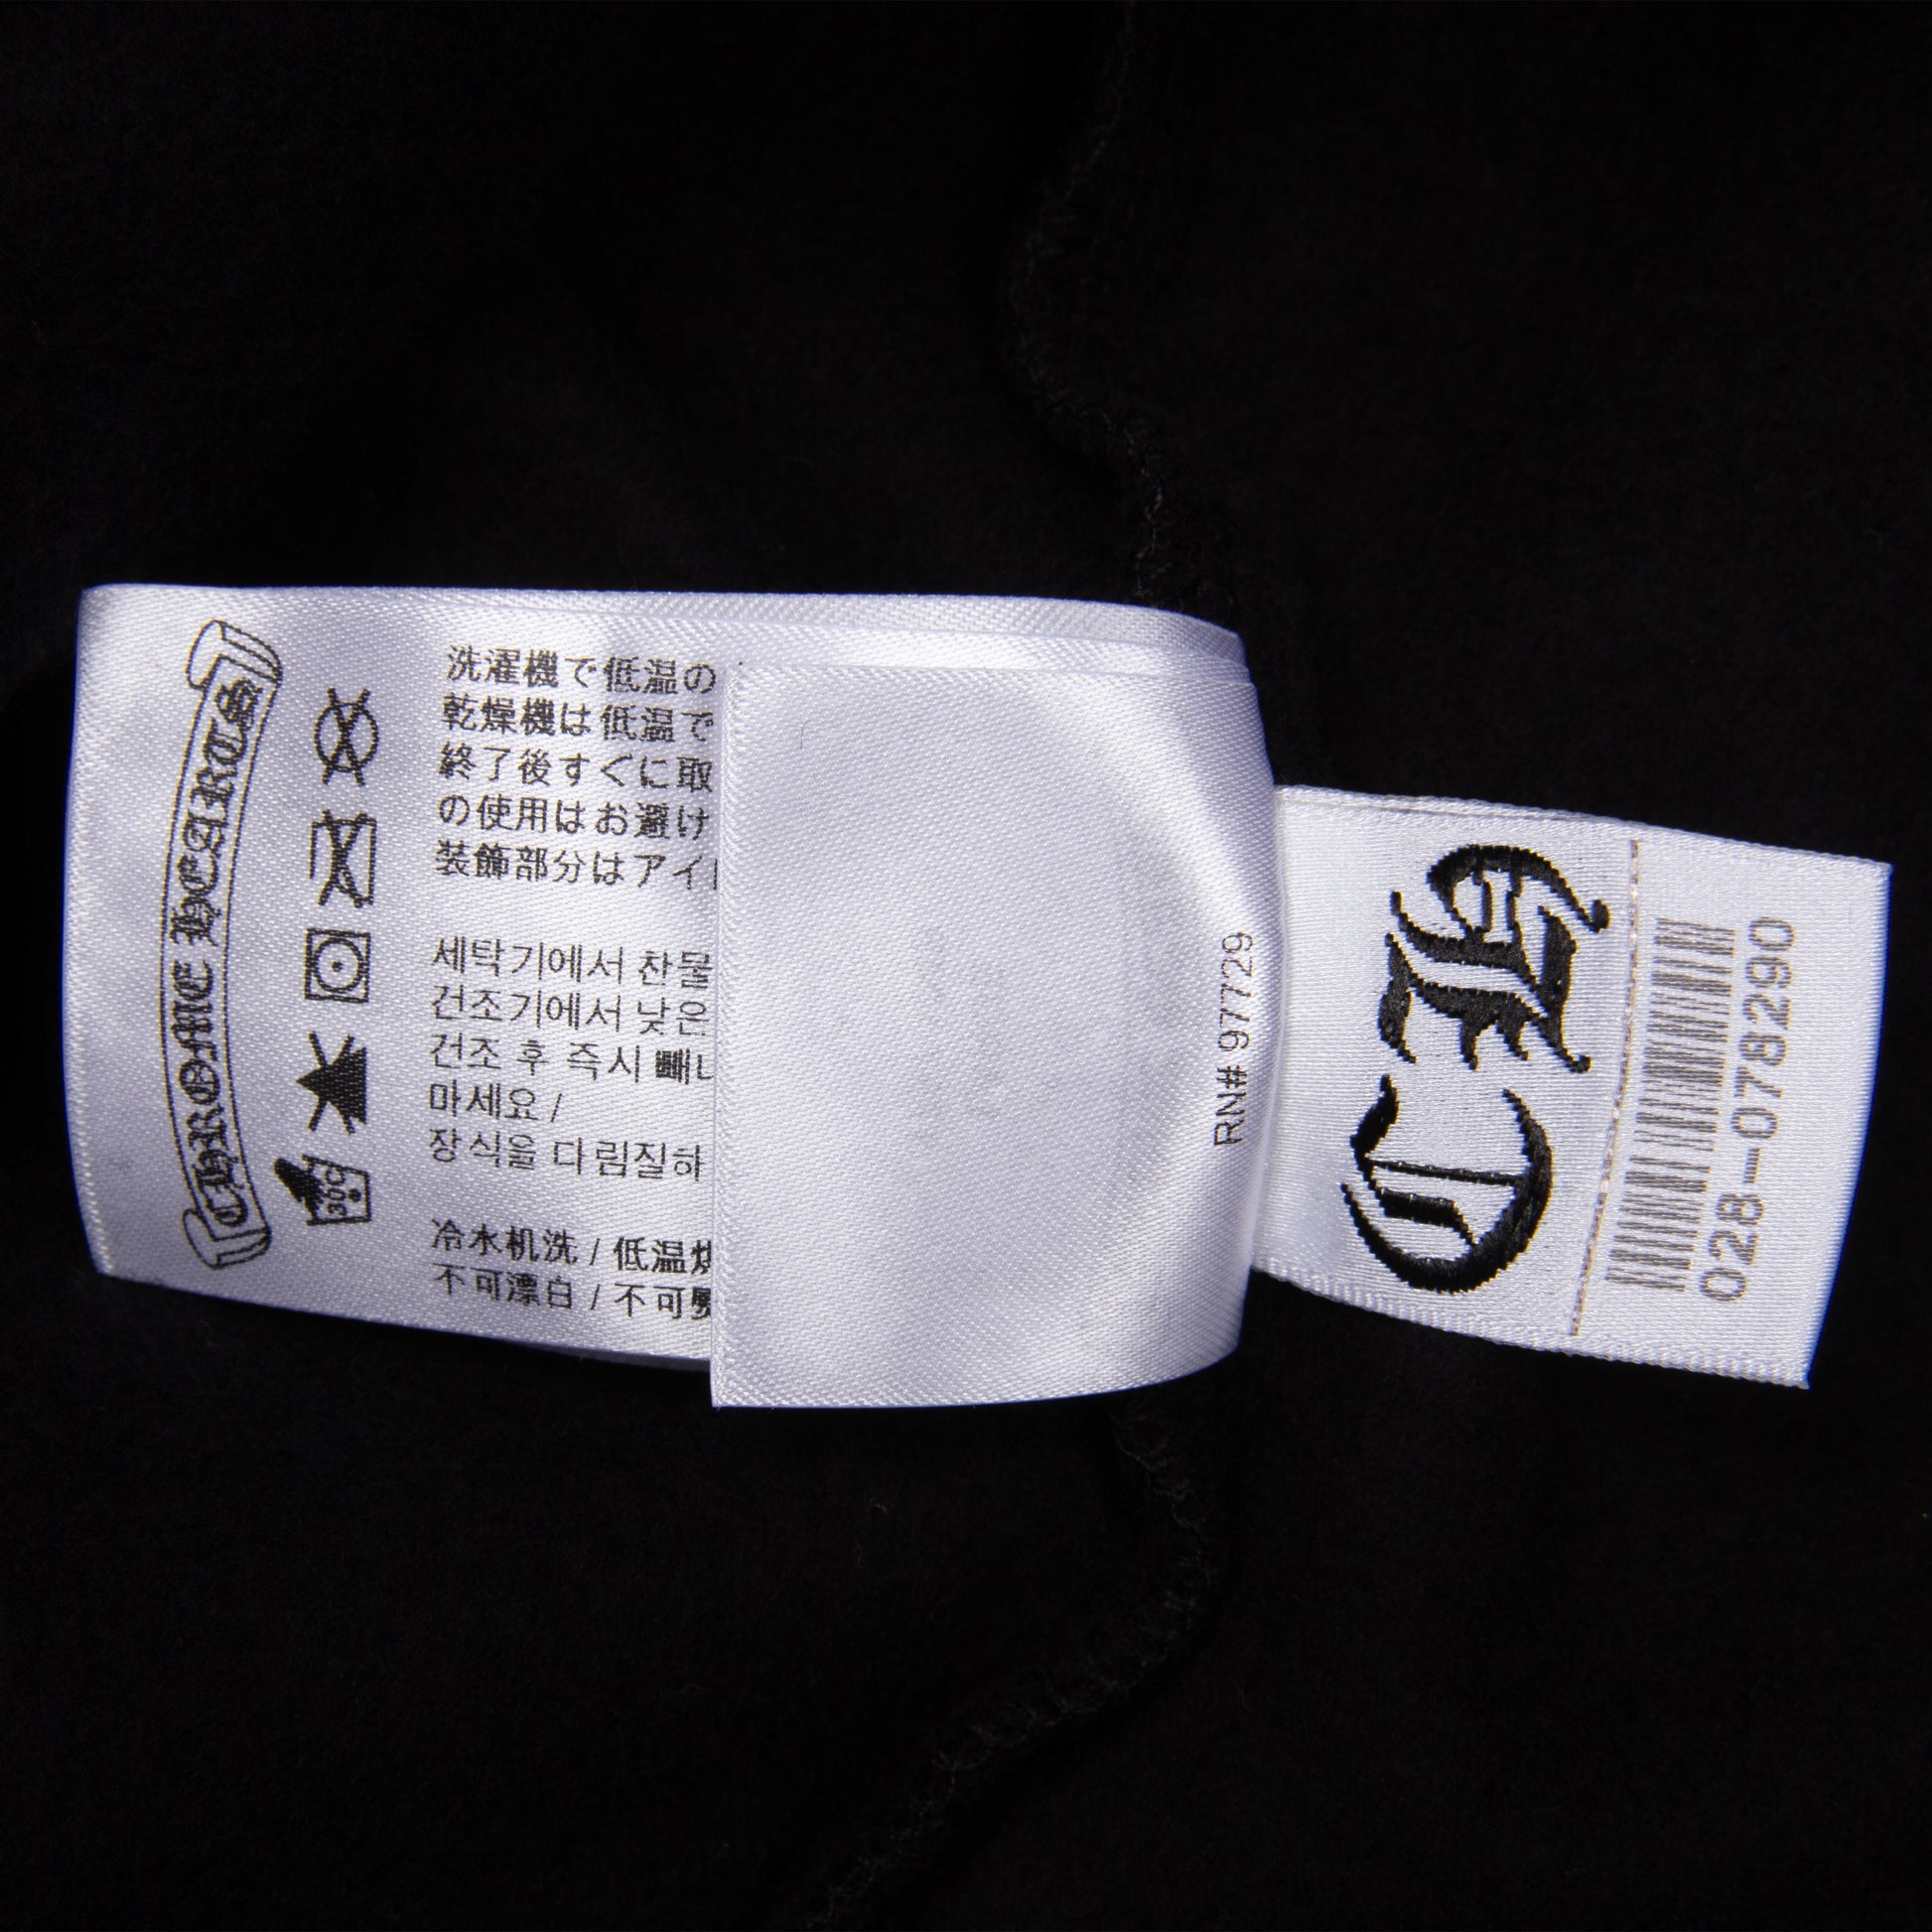 CHROME HEARTS
30C
洗濯機で低温の
乾燥機は低温で
終了後すぐに取
の使用はお避け
装飾部分はアイ
세탁기에서 찬물
건조기에서 낮은
건조 후 즉시 빼
마세요 /
장식을 다림질하
冷水机洗 / 低温
不可漂白 / 不可
RN# 97729
CH
028-078290